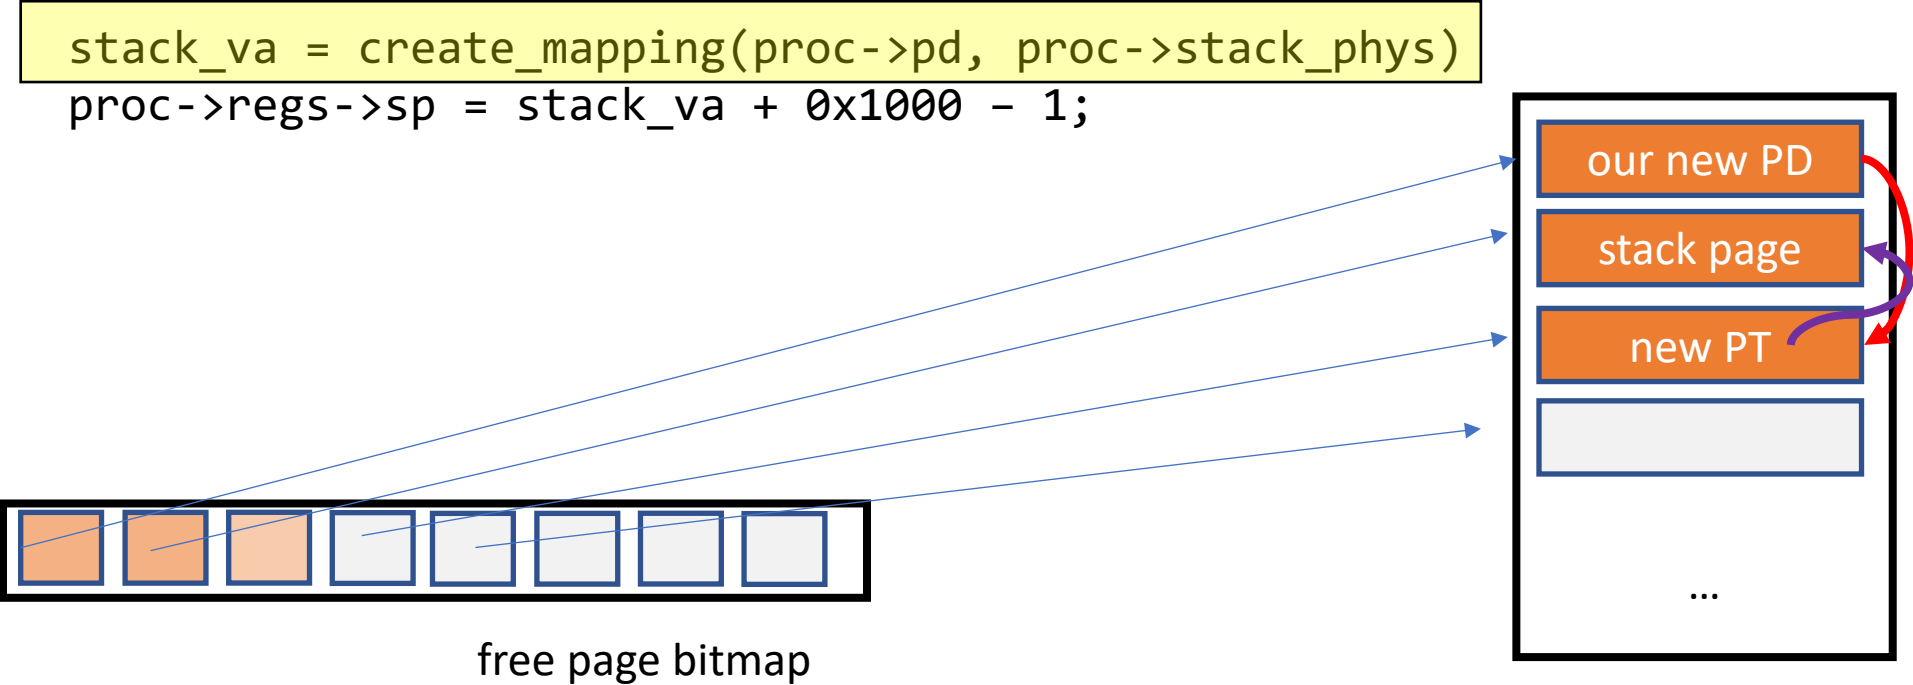 stack_va = create_mapping(proc->pd, proc->stack_phys)
proc->regs->sp = stack_va + 0x1000 – 1;
our new PD
stack page
new PT
…
free page bitmap